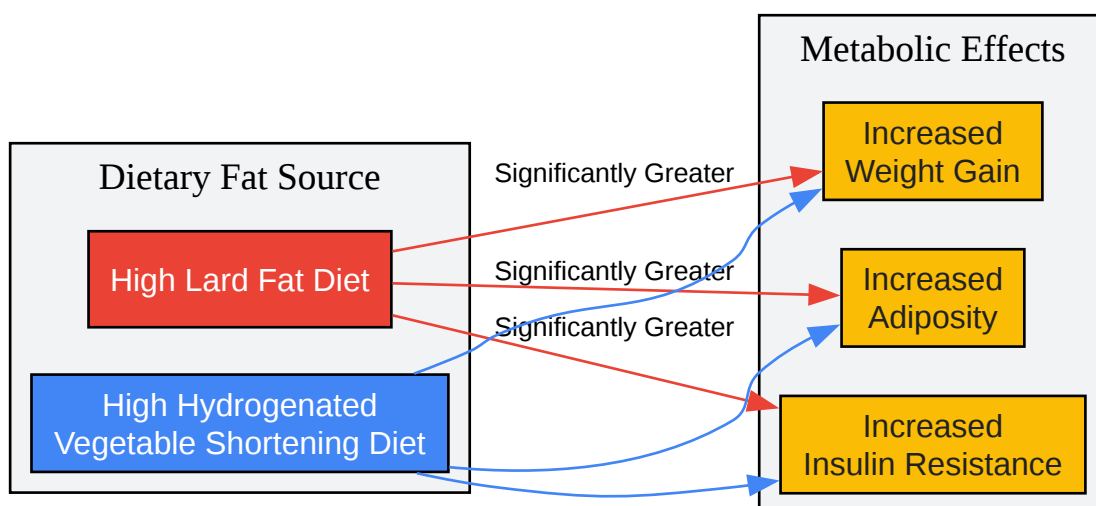 Dietary Fat Source
High Lard Fat Diet
High Hydrogenated
Vegetable Shortening Diet
Significantly Greater
Significantly Greater
Significantly Greater
Metabolic Effects
Increased
Weight Gain
Increased
Adiposity
Increased
Insulin Resistance